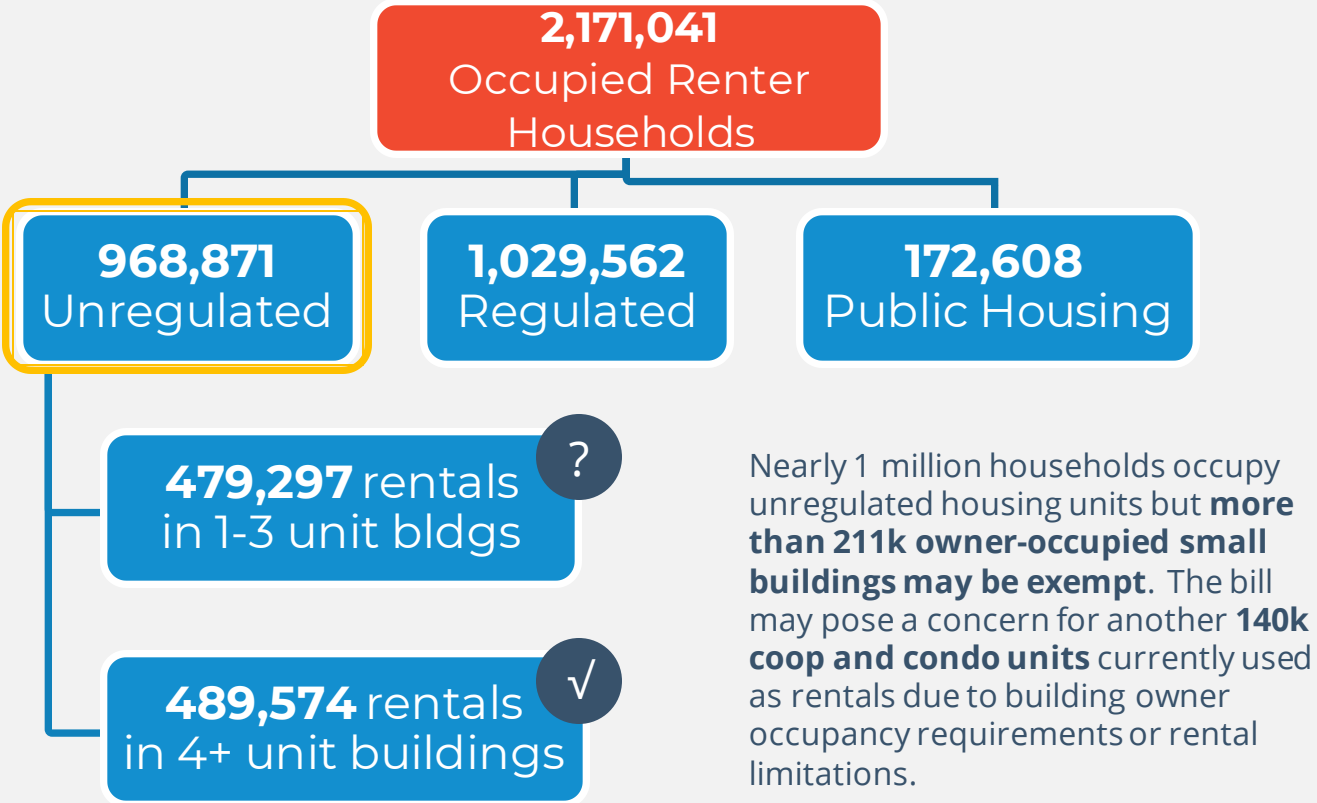 2,171,041
Occupied Renter
Households
968,871
Unregulated
1,029,562
Regulated
172,608
Public Housing
479,297 rentals
in 1-3 unit bldgs
?
489,574 rentals
in 4+ unit buildings
√
Nearly 1 million households occupy
unregulated housing units but more
than 211k owner-occupied small
buildings may be exempt. The bill
may pose a concern for another 140k
coop and condo units currently used
as rentals due to building owner
occupancy requirements or rental
limitations.